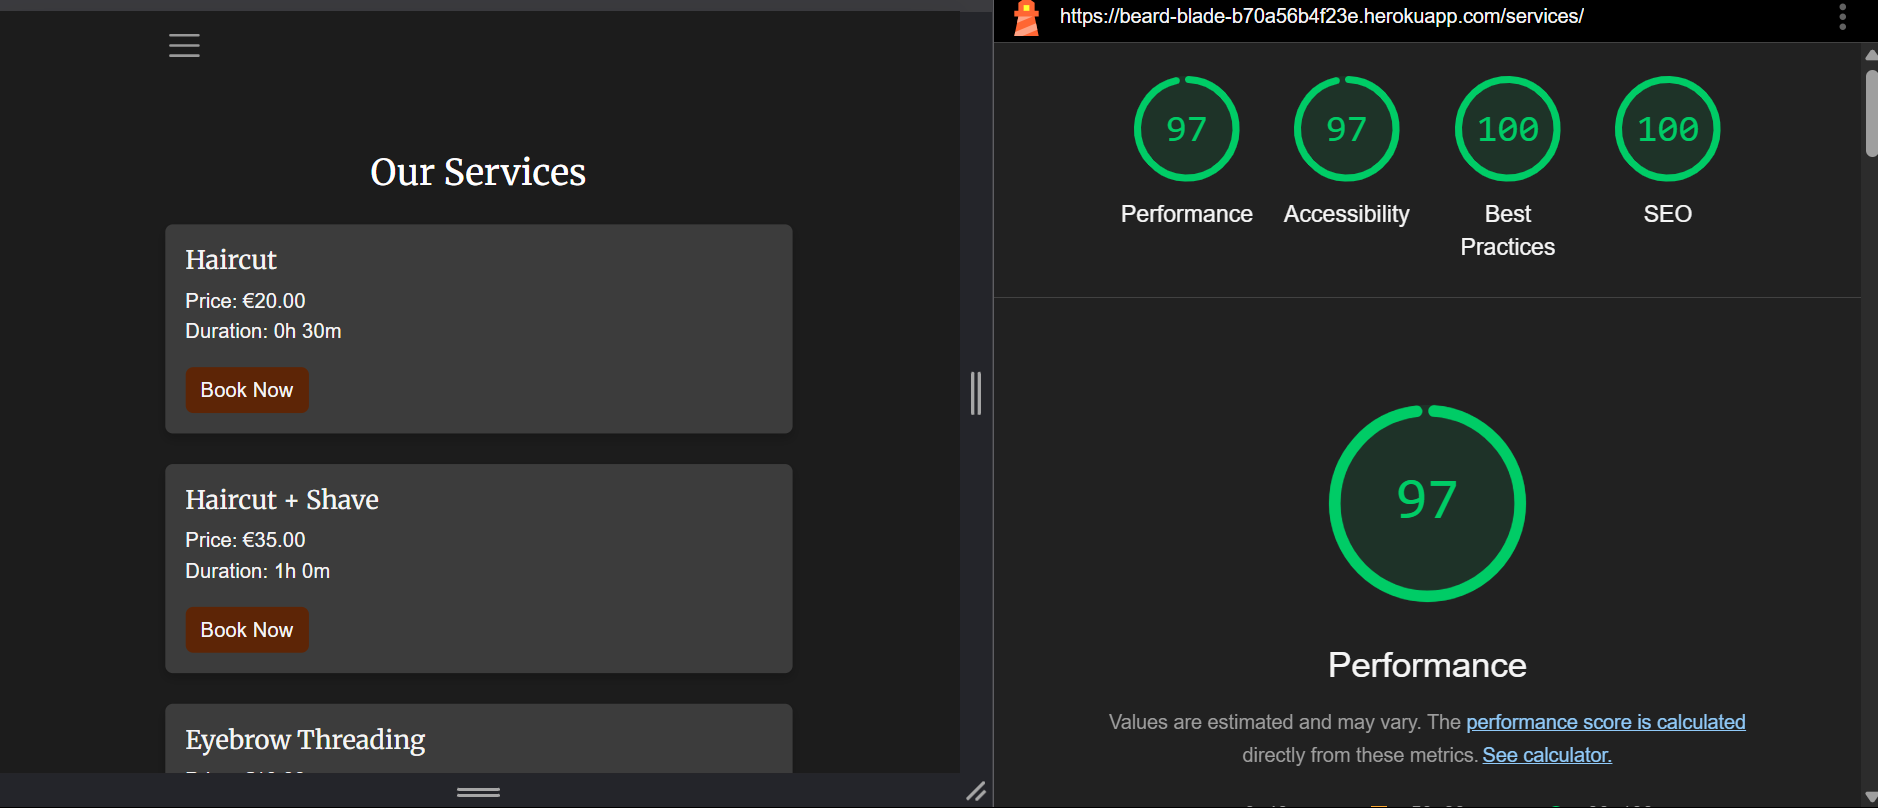 Our Services
Haircut
Price: €20.00
Duration: 0h 30m
Book Now
Haircut + Shave
Price: €35.00
Duration: 1h 0m
Book Now
Eyebrow Threading
https://beard-blade-b70a56b4f23e.herokuapp.com/services/
97
97
100
100
Performance
Accessibility
Best
Practices
SEO
97
Performance
Values are estimated and may vary. The performance score is calculated
directly from these metrics. See calculator.